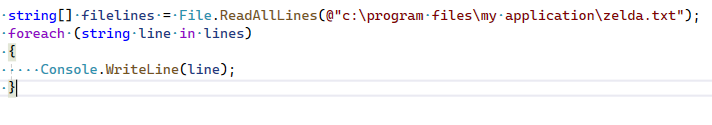 string[] filelines = File.ReadAllLines(@"c:\program files\my application\zelda.txt");
foreach (string line in lines)
{
    Console.WriteLine(line);
}